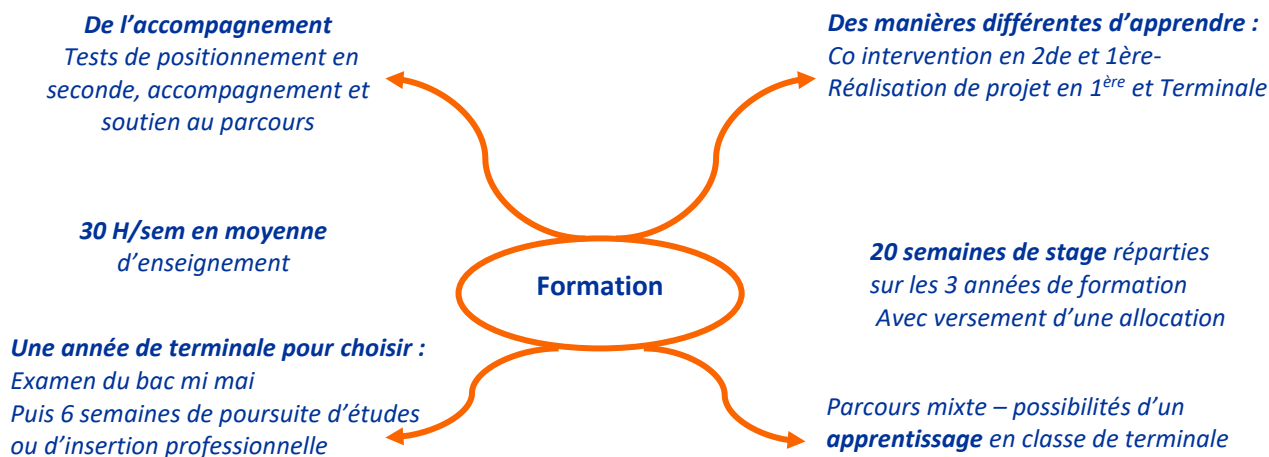 De l'accompagnement
Tests de positionnement en
seconde, accompagnement et
soutien au parcours
Des manières différentes d'apprendre :
Co intervention en 2de et 1ère-
Réalisation de projet en 1ère et Terminale
30 H/sem en moyenne
d'enseignement
Formation
20 semaines de stage réparties
sur les 3 années de formation
Avec versement d'une allocation
Une année de terminale pour choisir :
Examen du bac mi mai
Puis 6 semaines de poursuite d'études
ou d'insertion professionnelle
Parcours mixte – possibilités d'un
apprentissage en classe de terminale